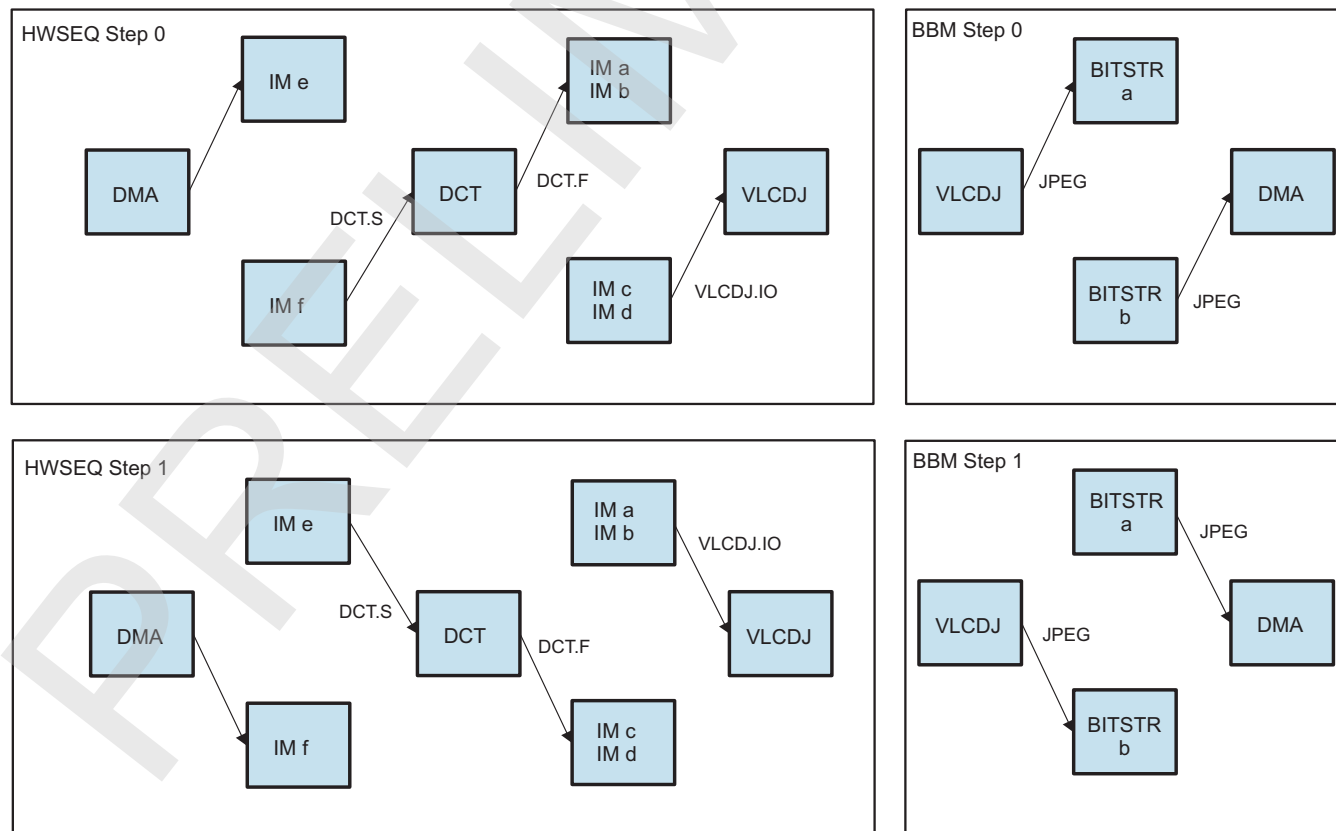 HWSEQ Step 0
IM e
IM a
IM b
DMA
DCT
DCT.F
VLCDJ
DCT.S
IM f
IM c
IM d
VLCDJ.IO
BBM Step 0
BITSTR
a
VLCDJ
JPEG
DMA
BITSTR
b
JPEG
HWSEQ Step 1
IM e
IM a
IM b
VLCDJ.IO
DMA
DCT.S
DCT
DCT.F
VLCDJ
IM f
IM c
IM d
BBM Step 1
BITSTR
a
JPEG
VLCDJ
JPEG
DMA
BITSTR
b
PRELIM